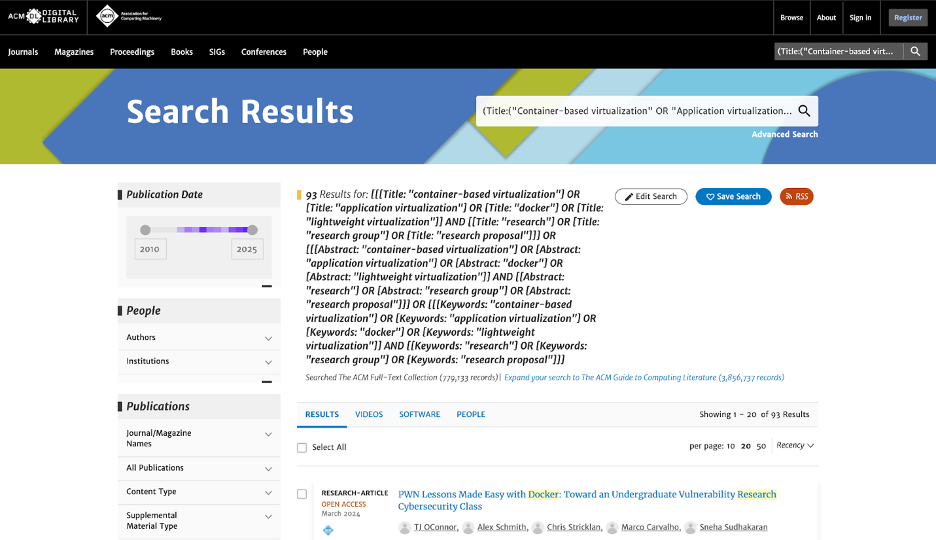 ACM DL DIGITAL LIBRARY
acm Association for Computing Machinery
Browse About Sign in Register
Journals Magazines Proceedings Books SIGs Conferences People
(Title:("Container-based virt...
Search Results
(Title:("Container-based virtualization" OR "Application virtualization...
Advanced Search
Publication Date
2010 2025
People
Authors
Institutions
Publications
Journal/Magazine
Names
All Publications
Content Type
Supplemental
Material Type
93 Results for: [[[Title: "container-based virtualization"] OR
[Title: "application virtualization"] OR [Title: "docker"] OR [Title:
"lightweight virtualization"]] AND [[Title: "research"] OR [Title:
"research group"] OR [Title: "research proposal"]]] OR
[[[Abstract: "container-based virtualization"] OR [Abstract:
"application virtualization"] OR [Abstract: "docker"] OR
[Abstract: "lightweight virtualization"]] AND [[Abstract:
"research"] OR [Abstract: "research group"] OR [Abstract:
"research proposal"]]] OR [[[Keywords: "container-based
virtualization"] OR [Keywords: "application virtualization"] OR
[Keywords: "docker"] OR [Keywords: "lightweight
virtualization"]] AND [[Keywords: "research"] OR [Keywords:
"research group"] OR [Keywords: "research proposal"]]]
Edit Search Save Search RSS
Searched The ACM Full-Text Collection (779,133 records)| Expand your search to The ACM Guide to Computing Literature (3,856,737 records)
RESULTS VIDEOS SOFTWARE PEOPLE Showing 1 - 20 of 93 Results
Select All per page: 10 20 50 Recency
RESEARCH-ARTICLE
OPEN ACCESS
March 2024
PWN Lessons Made Easy with Docker: Toward an Undergraduate Vulnerability Research
Cybersecurity Class
TJ OConnor, Alex Schmith, Chris Stricklan, Marco Carvalho, Sneha Sudhakaran